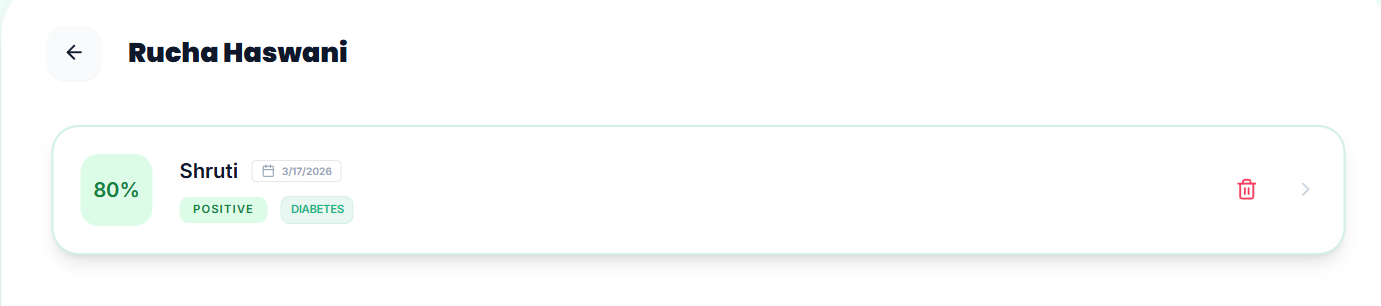 Rucha Haswani
80%
Shruti 3/17/2026
POSITIVE DIABETES